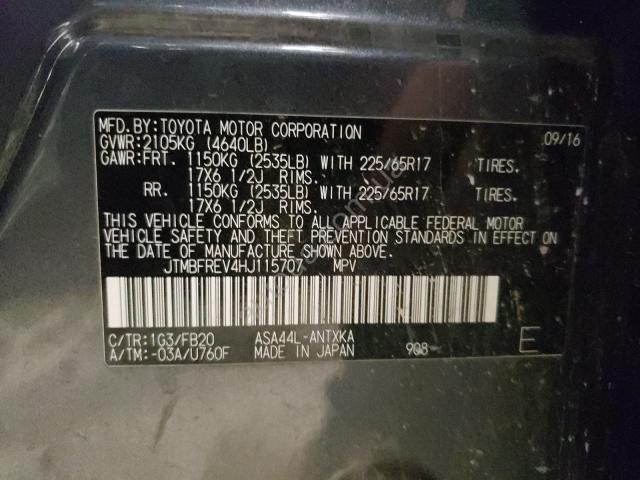 MFD.BY:TOYOTA MOTOR CORPORATION 09/16
GVWR:2105KG (4640LB)
GAWR:FRT. 1150KG (2535LB) WITH 225/65R17 TIRES.
17X6 1/2J RIMS.
RR. 1150KG (2535LB) WITH 225/65R17 TIRES.
17X6 1/2J RIMS.
THIS VEHICLE CONFORMS TO ALL APPLICABLE FEDERAL MOTOR
VEHICLE SAFETY AND THEFT PREVENTION STANDARDS IN EFFECT ON
THE DATE OF MANUFACTURE SHOWN ABOVE.
JTMBFREV4HJ115707 MPV
C/TR:1G3/FB20 ASA44L-ANTXKA
A/TM:-03A/U760F MADE IN JAPAN 908 E